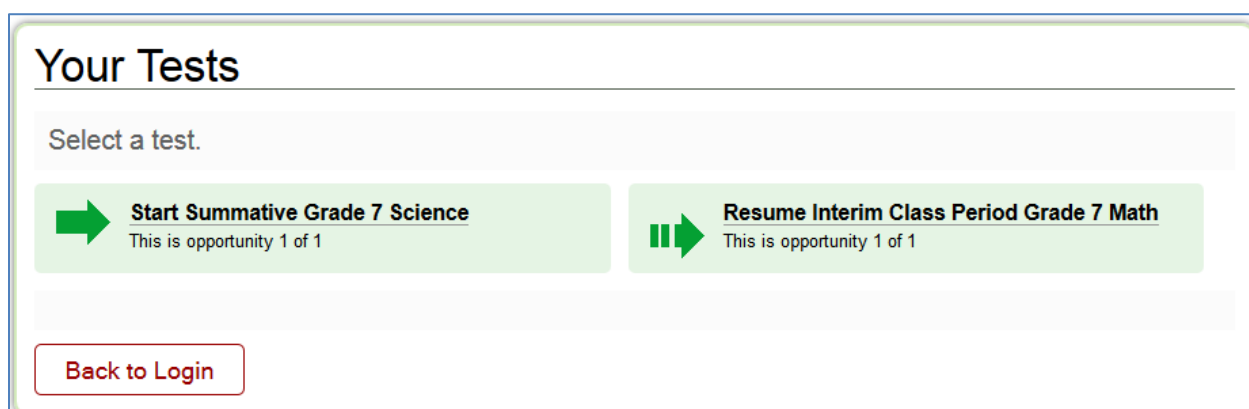 Your Tests
Select a test.
Start Summative Grade 7 Science
This is opportunity 1 of 1
Resume Interim Class Period Grade 7 Math
This is opportunity 1 of 1
Back to Login